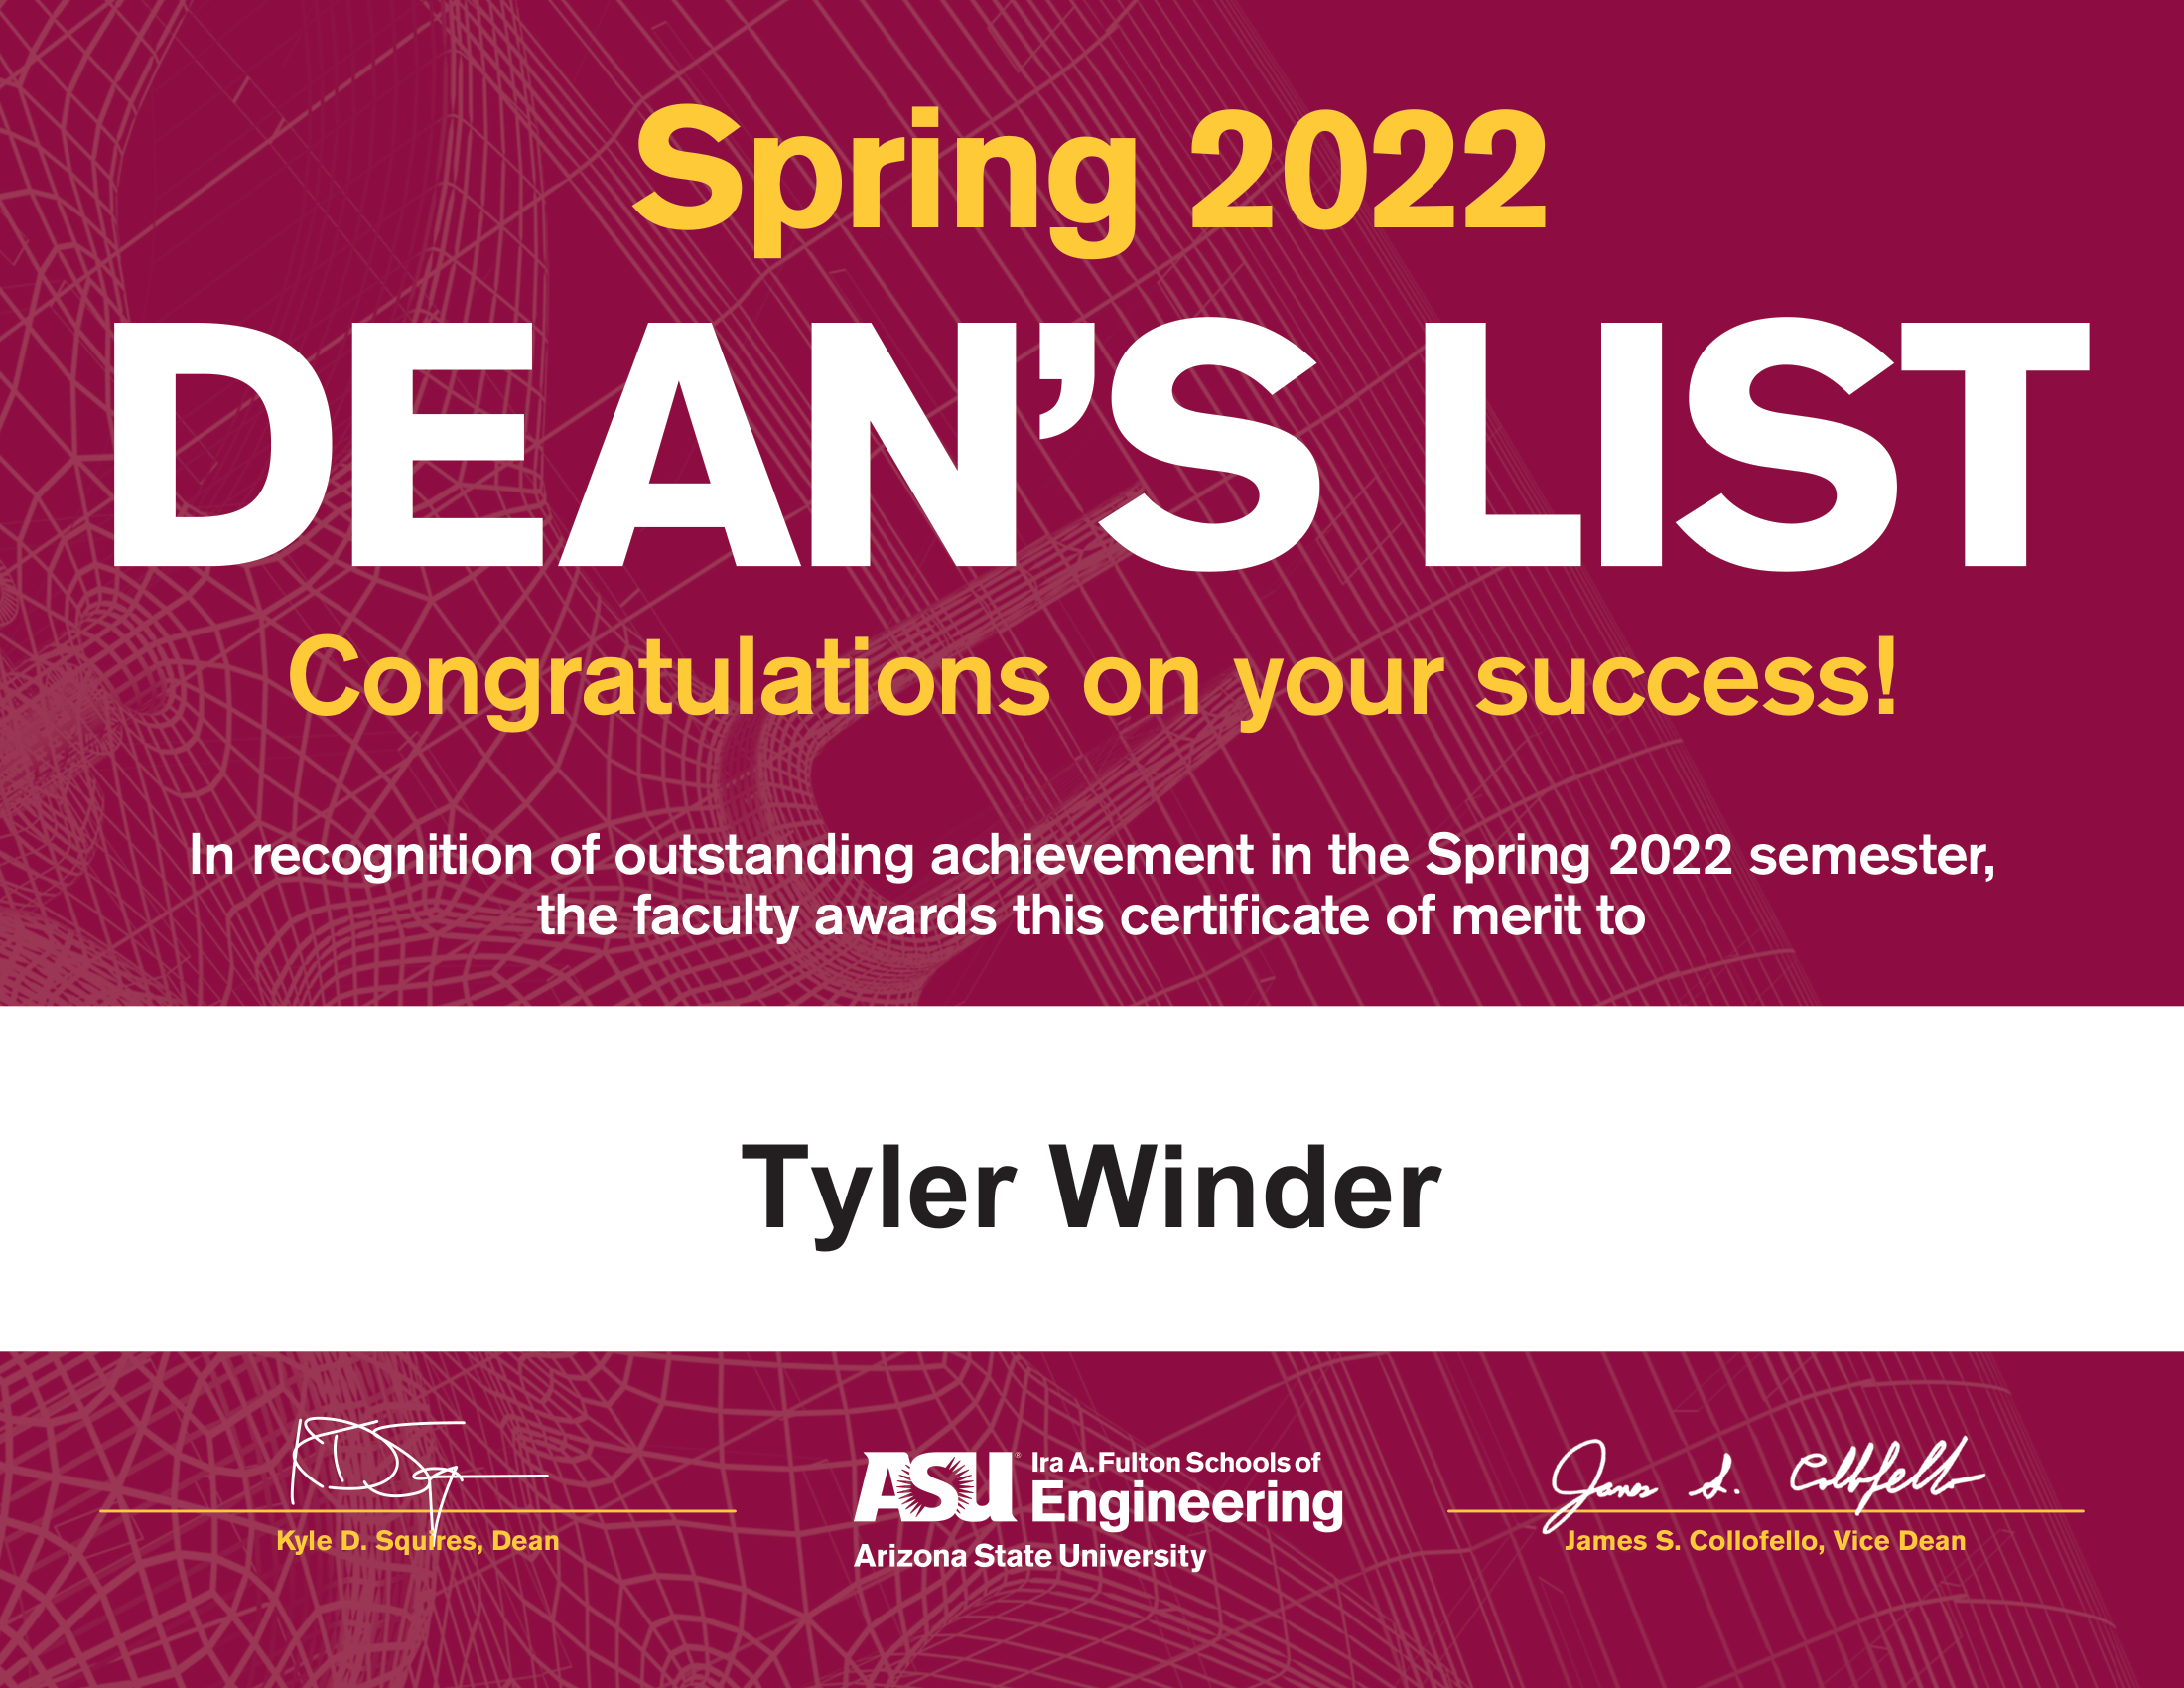 Spring 2022
DEAN’S LIST
Congratulations on your success!
In recognition of outstanding achievement in the Spring 2022 semester,
the faculty awards this certificate of merit to
Tyler Winder
Kyle D. Squires, Dean
ASU® Ira A. Fulton Schools of
Engineering
Arizona State University
James S. Collofello
James S. Collofello, Vice Dean